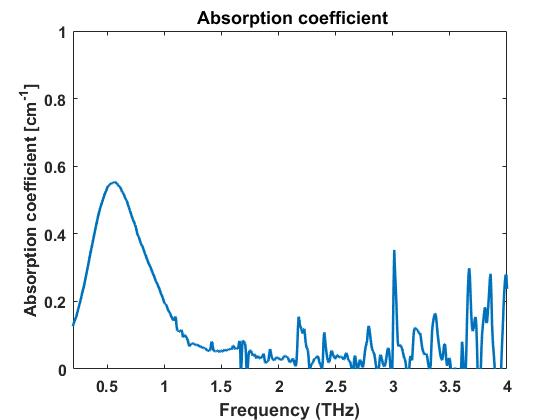 Absorption coefficient
Absorption coefficient [cm-1]
1
0.8
0.6
0.4
0.2
0
0.5 1 1.5 2 2.5 3 3.5 4
Frequency (THz)